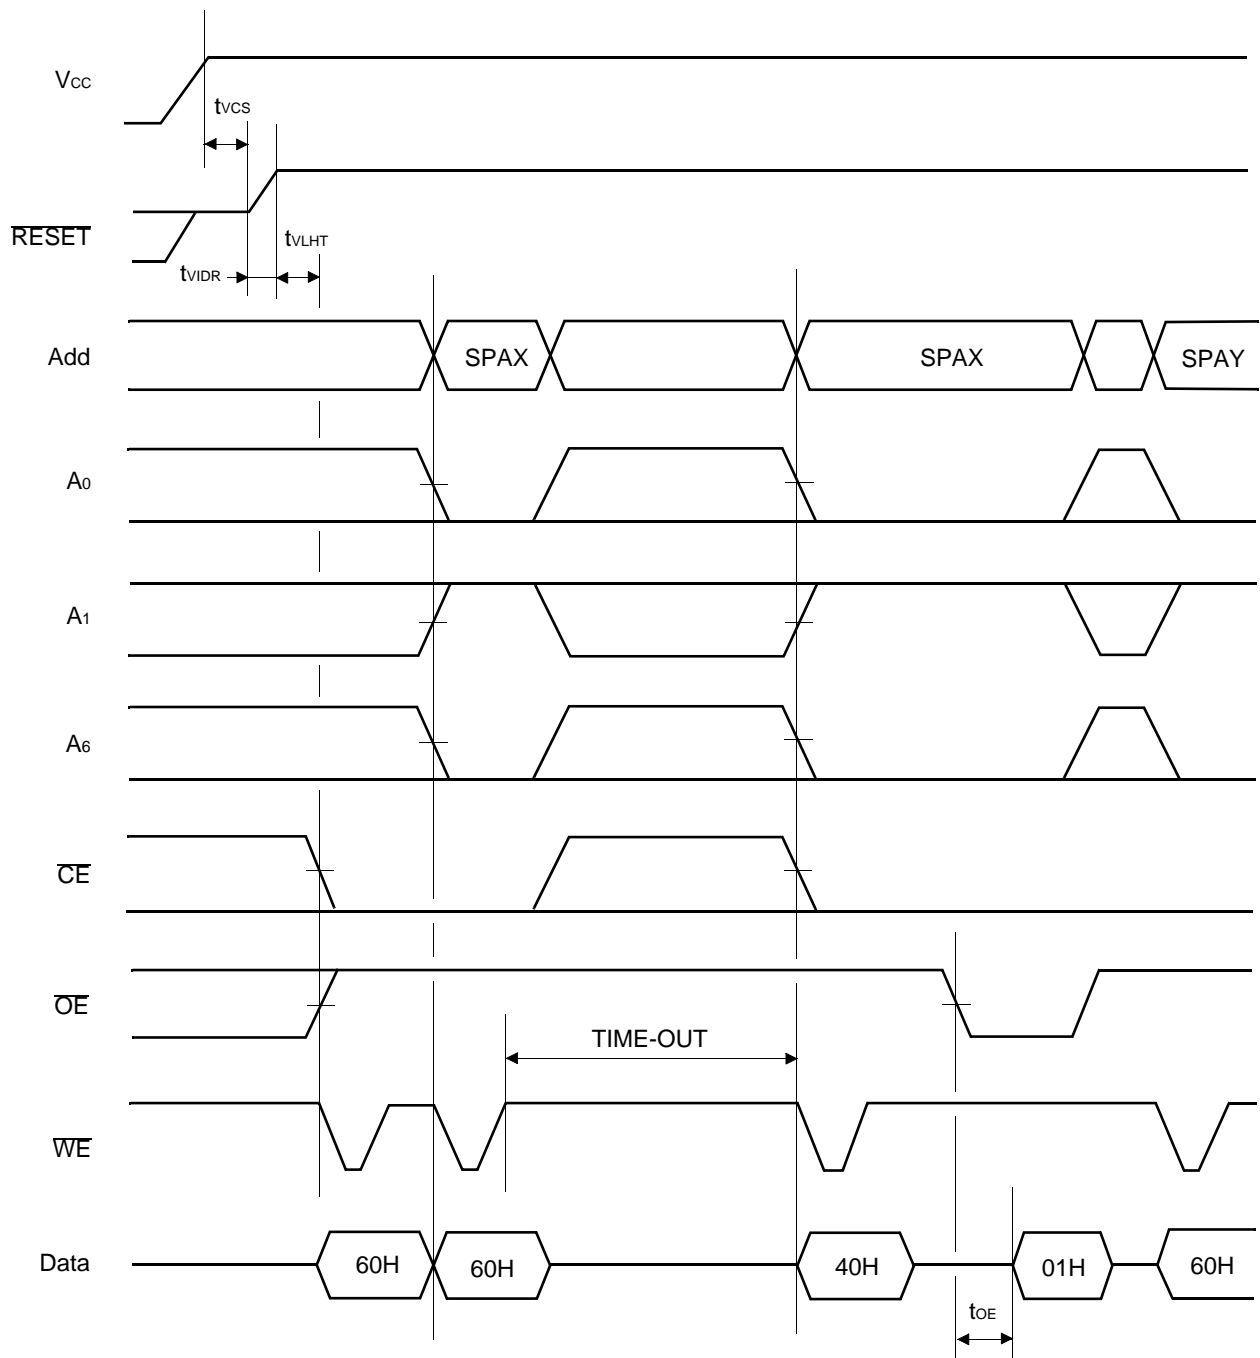 VCC
tVCS
RESET
tVLHT
tVIDR
Add SPAX SPAX SPAY
A0
A1
A6
CE
OE
TIME-OUT
WE
Data 60H 60H 40H 01H 60H
tOE